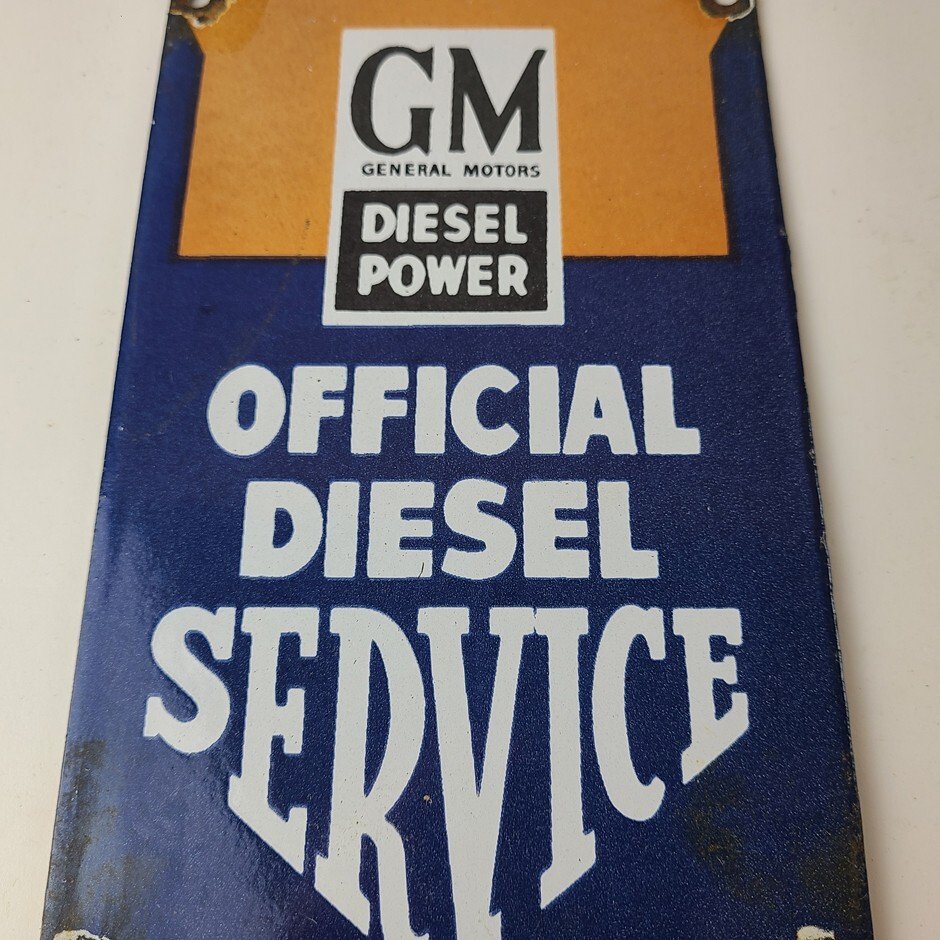 GM
GENERAL MOTORS
DIESEL
POWER
OFFICIAL
DIESEL
SERVICE